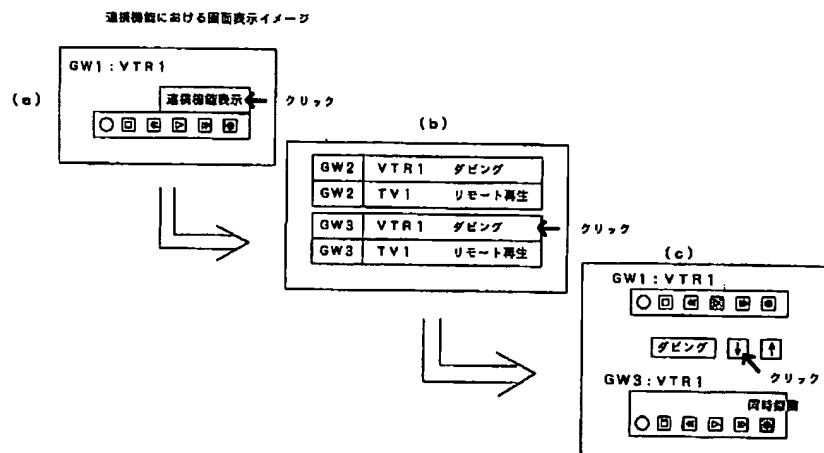 連携機能における画面表示イメージ
(a)
GW1:VTR1
連携機能表示
クリック
(b)
GW2 VTR1 ダビング
GW2 TV1 リモート再生
GW3 VTR1 ダビング
GW3 TV1 リモート再生
クリック
(c)
GW1:VTR1
ダビング
クリック
GW3:VTR1
同時録画